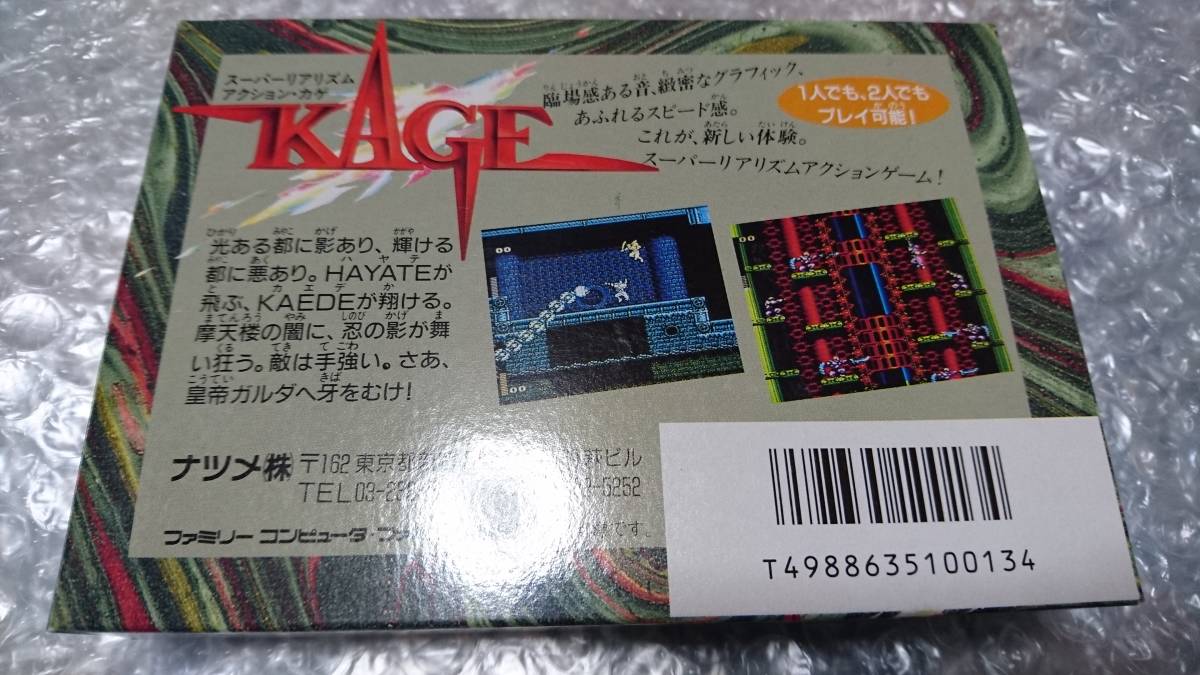 スーパーリアリズム
アクション・カゲ
KAGE
臨場感ある音、緻密なグラフィック、
あふれるスピード感。
これが、新しい体験。
スーパーリアリズムアクションゲーム!
1人でも、2人でも
プレイ可能!
光ある都に影あり、輝ける
都に悪あり。HAYATEが
飛ぶ、KAEDEが翔ける。
摩天楼の闇に、忍の影が舞
い狂う。敵は手強い。さあ、
皇帝ガルダへ牙をむけ!
00
00
00
ナツメ(株) 〒162 東京都 ビル
TEL.03-2 5252
ファミリーコンピュータ・ファ です。
T4988635100134